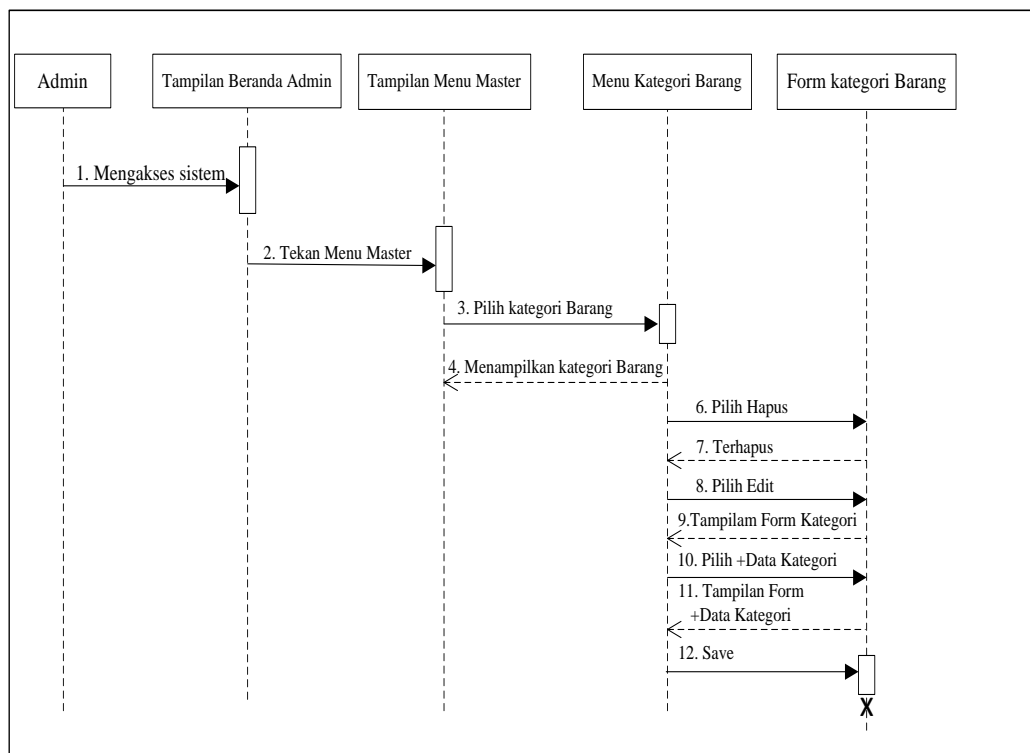 Admin
Tampilan Beranda Admin
Tampilan Menu Master
Menu Kategori Barang
Form kategori Barang
1. Mengakses sistem
2. Tekan Menu Master
3. Pilih kategori Barang
4. Menampilkan kategori Barang
6. Pilih Hapus
7. Terhapus
8. Pilih Edit
9.Tampilam Form Kategori
10. Pilih +Data Kategori
11. Tampilan Form
+Data Kategori
12. Save
X